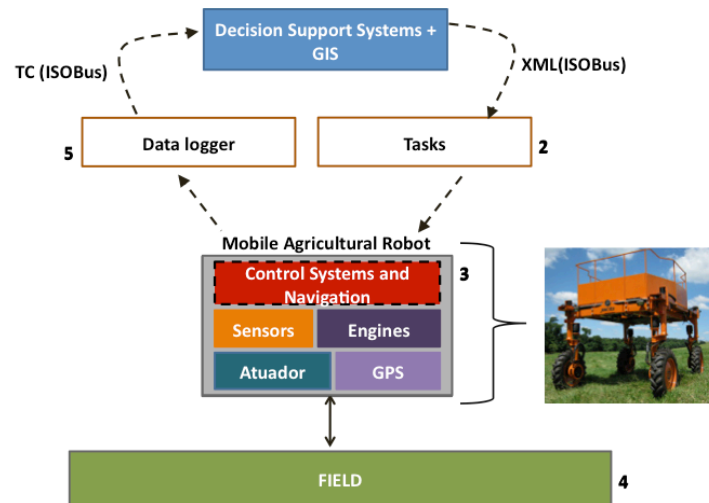 Decision Support Systems +
GIS
TC (ISOBus)
XML(ISOBus)
5
Data logger
Tasks
2
Mobile Agricultural Robot
Control Systems and
Navigation
3
Sensors
Engines
Atuador
GPS
FIELD
4